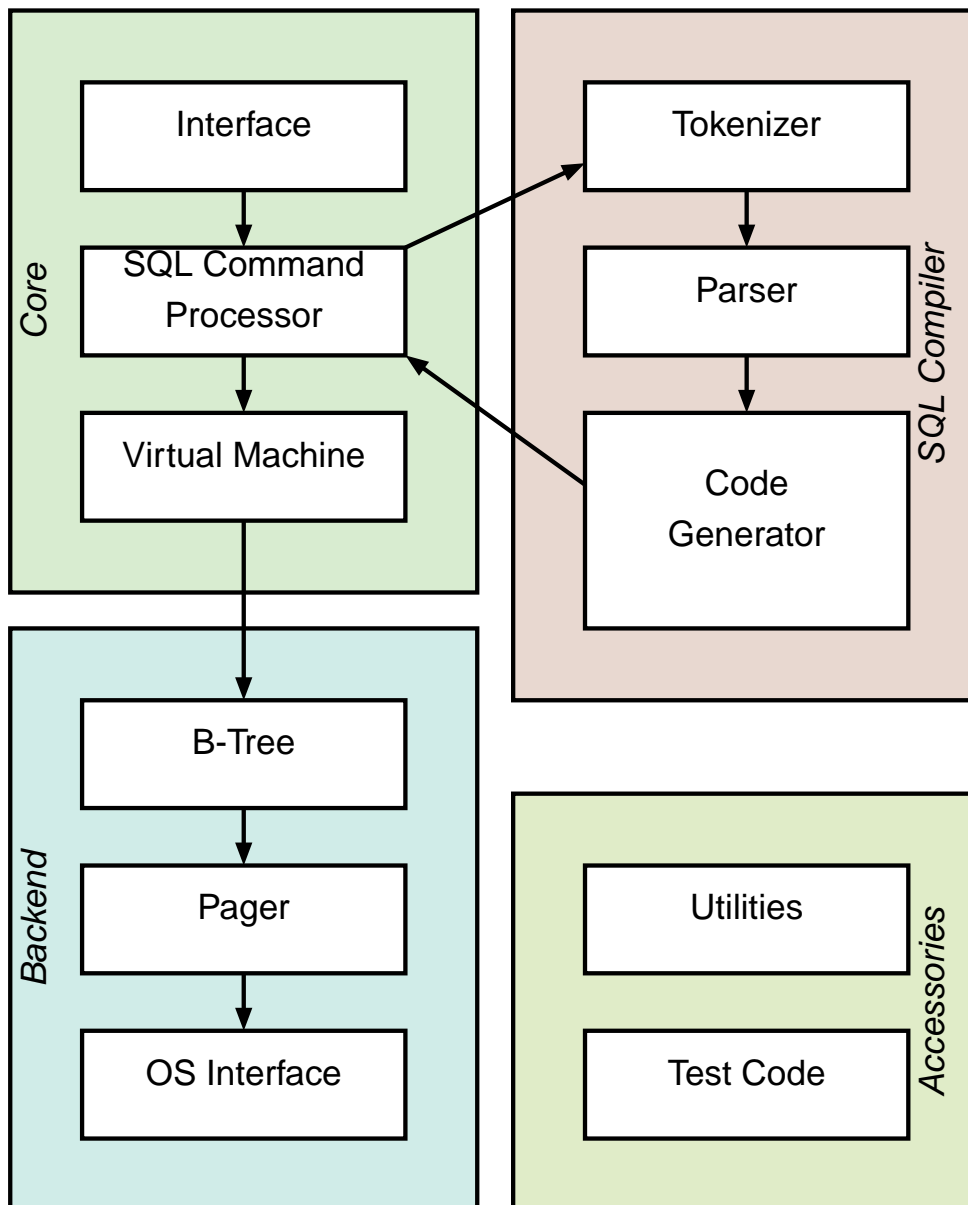 Core
Interface
SQL Command
Processor
Virtual Machine
SQL Compiler
Tokenizer
Parser
Code
Generator
Backend
B-Tree
Pager
OS Interface
Accessories
Utilities
Test Code